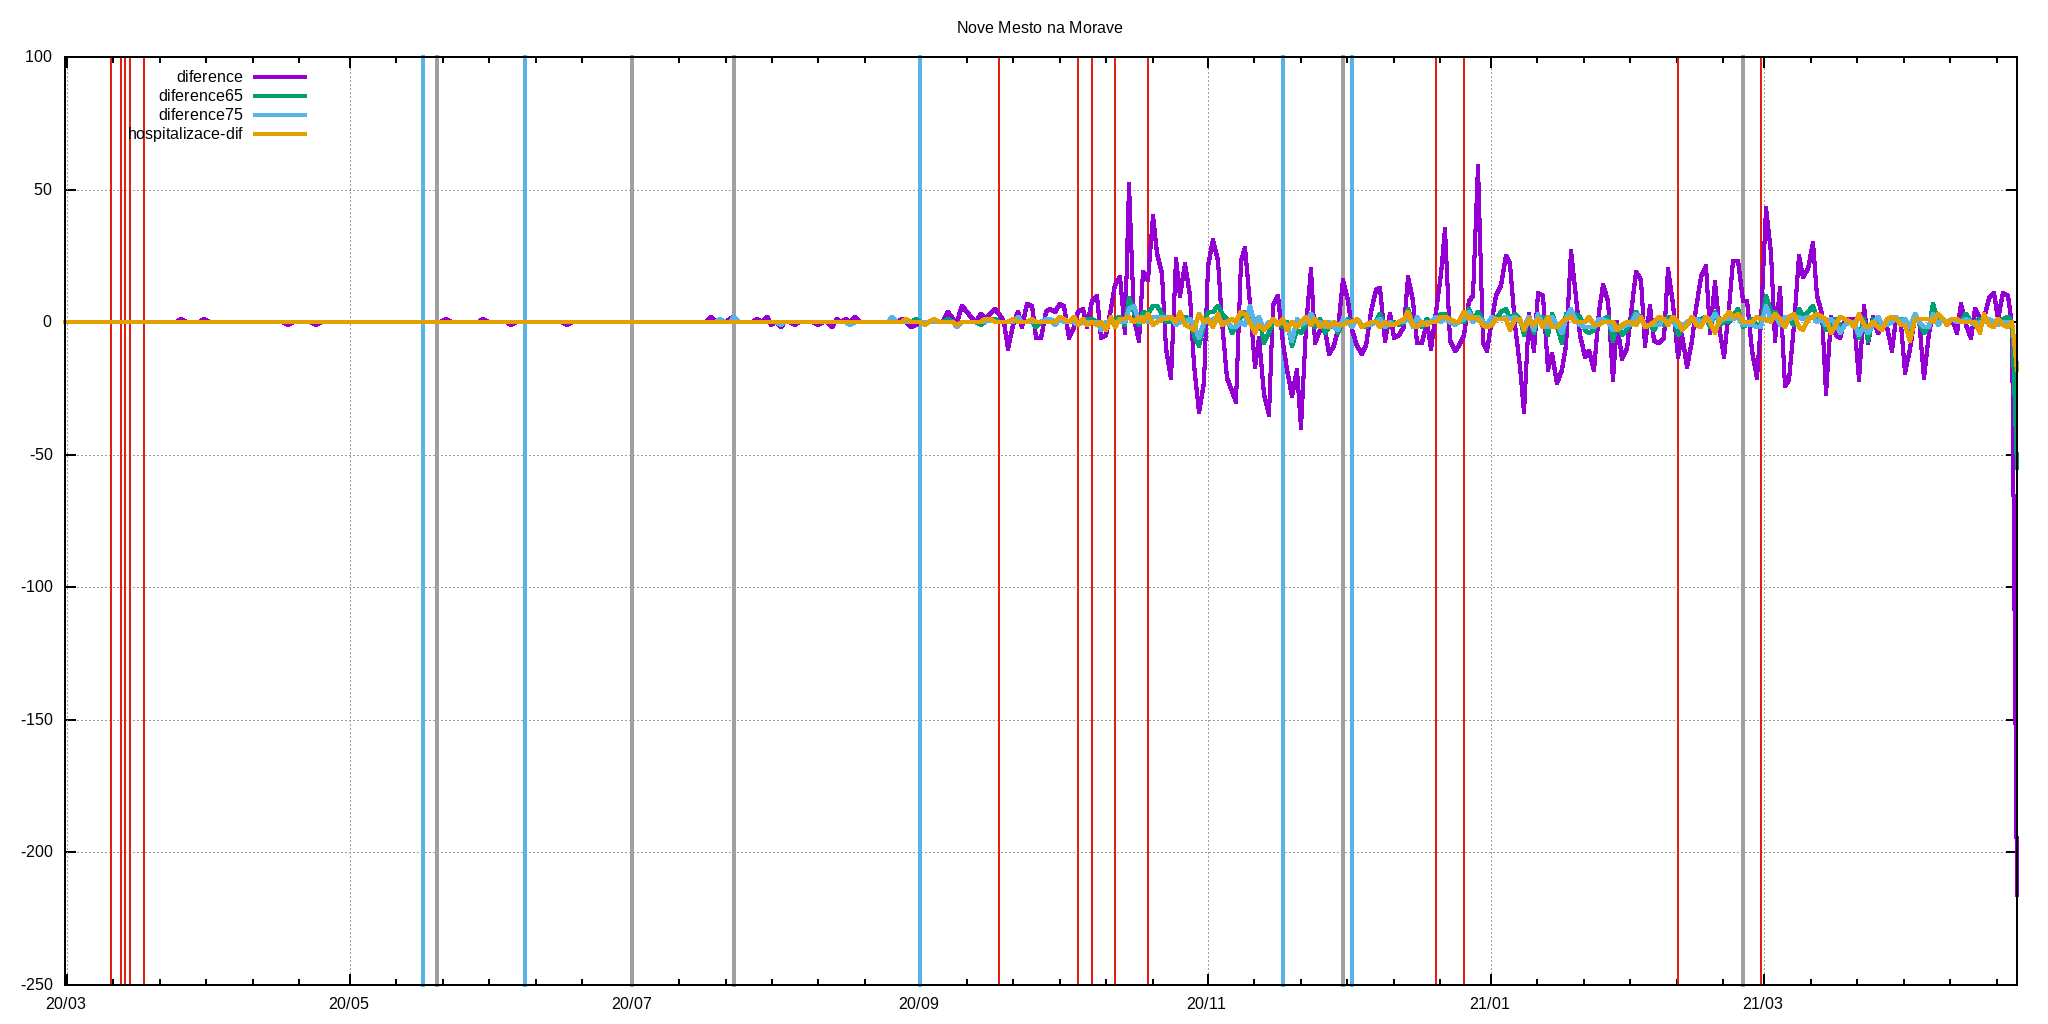 Nove Mesto na Morave
100
50
0
-50
-100
-150
-200
-250
diference
diference65
diference75
hospitalizace-dif
20/03 20/05 20/07 20/09 20/11 21/01 21/03